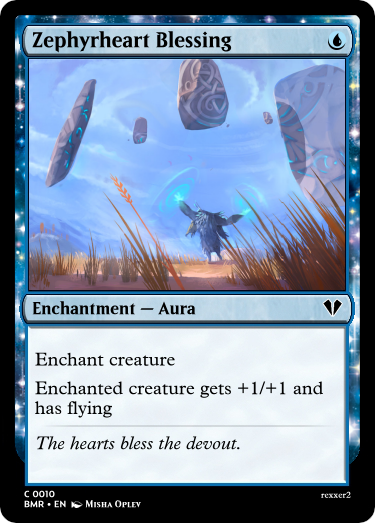 Zephyrheart Blessing
Enchantment — Aura
Enchant creature
Enchanted creature gets +1/+1 and
has flying
The hearts bless the devout.
C 0010
rexxer2
BMR • EN Misha Oplev